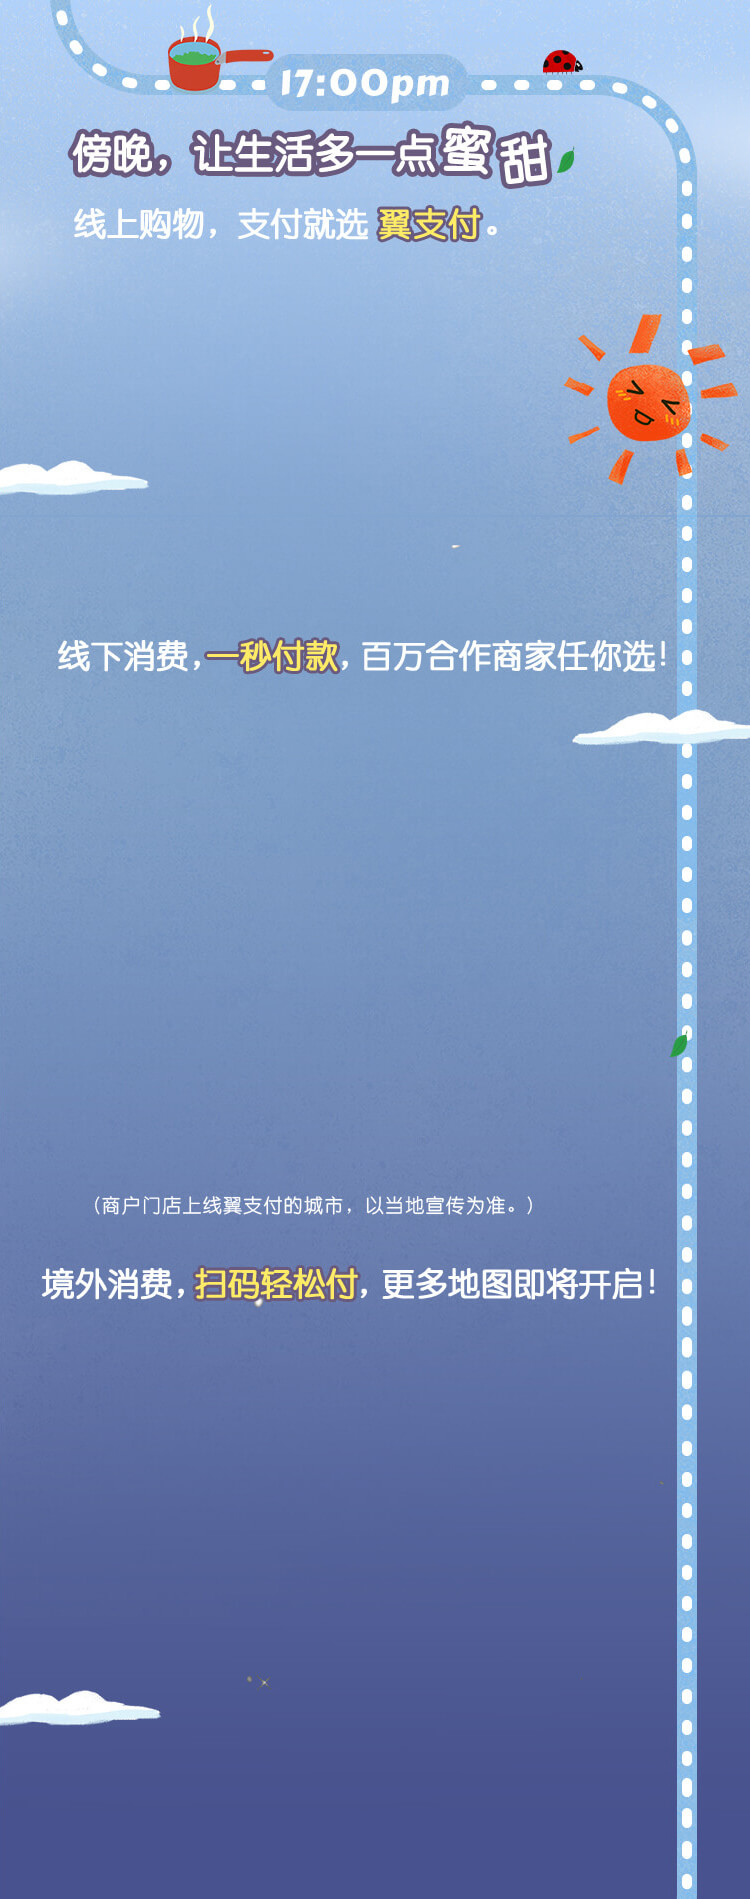 17:00pm
傍晚，让生活多一点蜜甜
线上购物，支付就选 翼支付。
线下消费，一秒付款，百万合作商家任你选！
（商户门店上线翼支付的城市，以当地宣传为准。）
境外消费，扫码轻松付，更多地图即将开启！